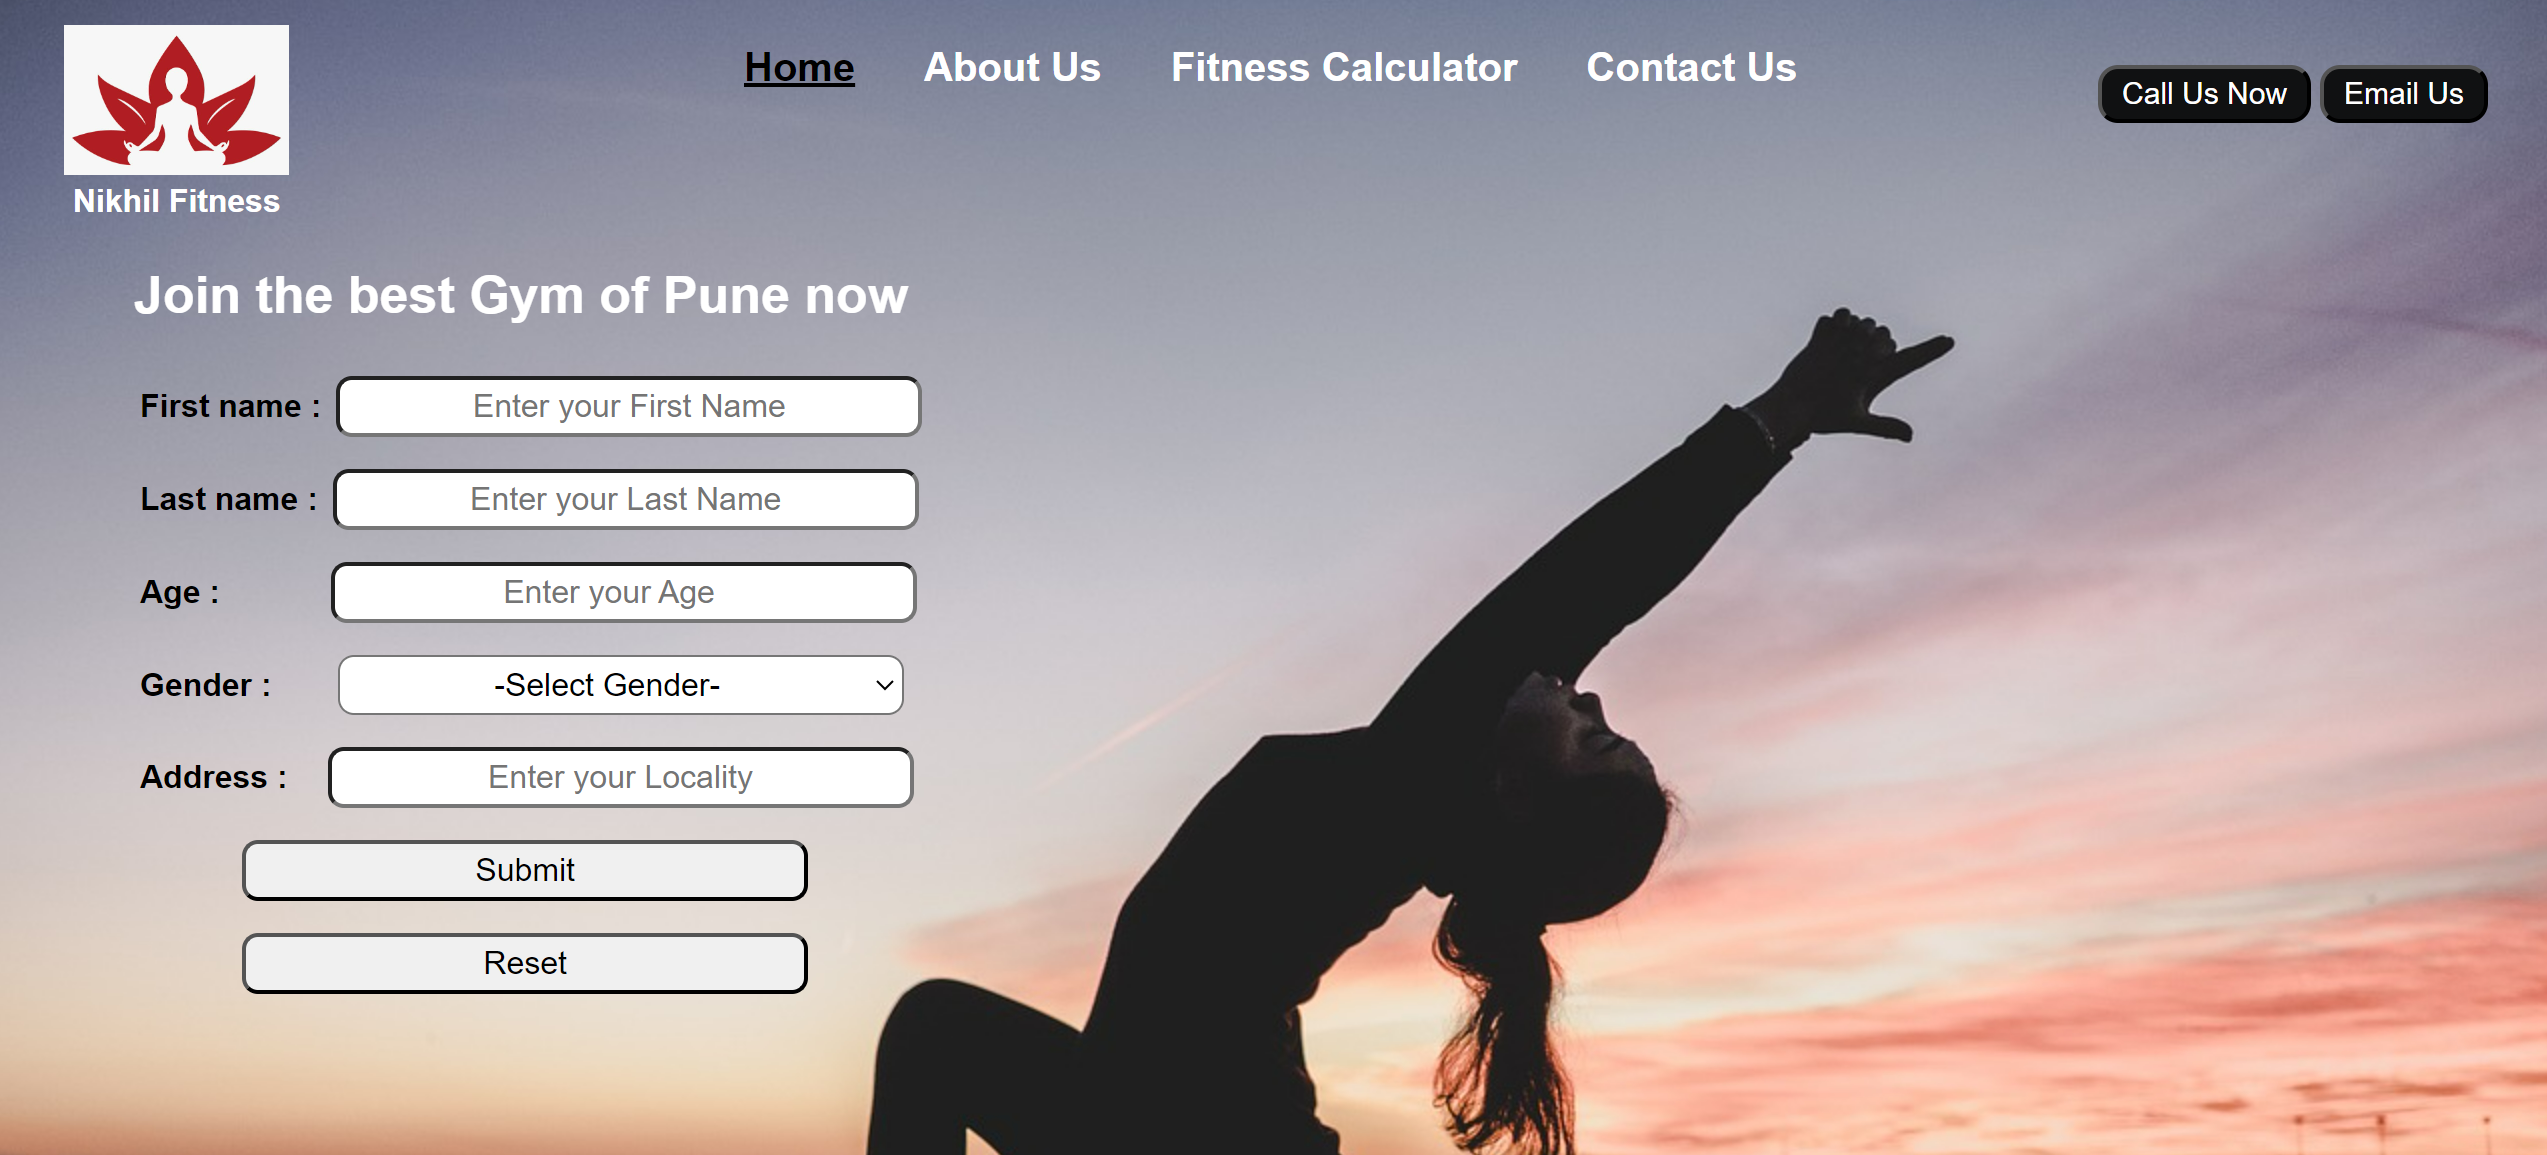 Home About Us Fitness Calculator Contact Us
Call Us Now Email Us
Nikhil Fitness
Join the best Gym of Pune now
First name : Enter your First Name
Last name : Enter your Last Name
Age : Enter your Age
Gender : -Select Gender-
Address : Enter your Locality
Submit
Reset